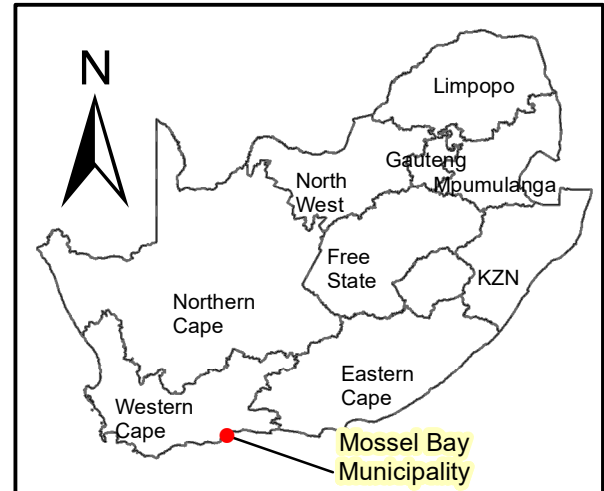 N
Limpopo
Gauteng
Mpumulanga
North
West
Free
State
KZN
Northern
Cape
Eastern
Cape
Western
Cape
Mossel Bay
Municipality